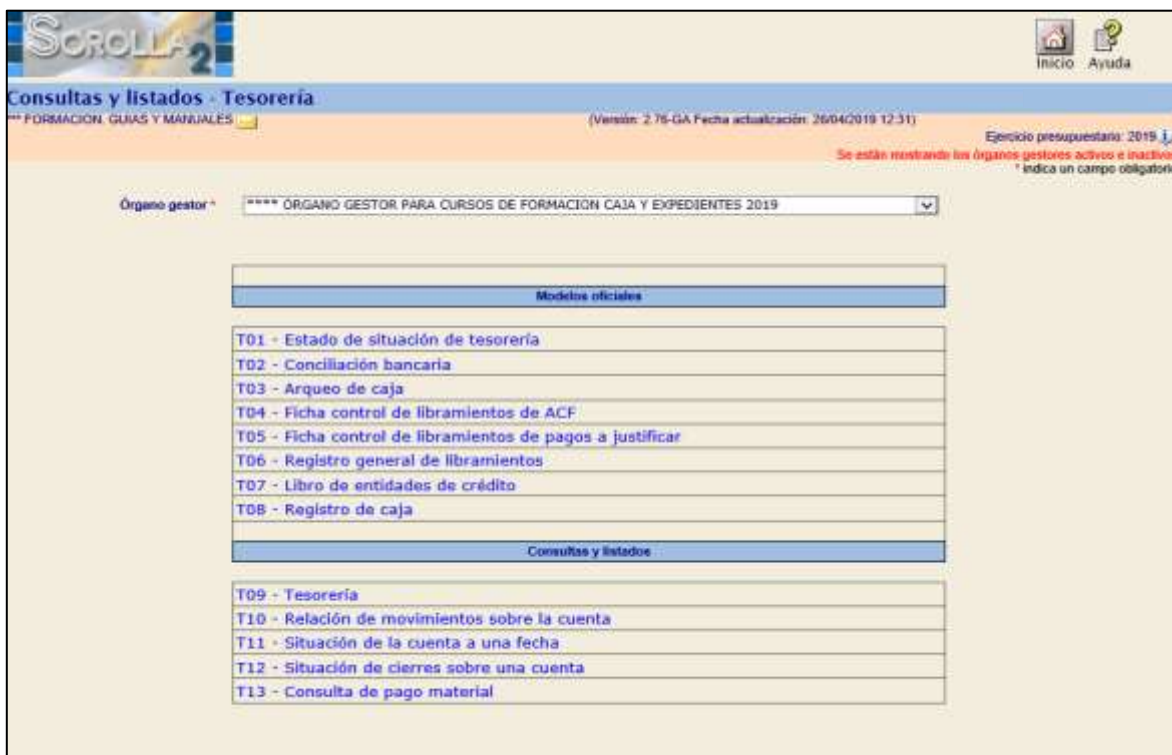 SOROLLA2
Inicio Ayuda
Consultas y listados - Tesorería
*** FORMACIÓN. GUIAS Y MANUALES
(Versión: 2.76-GA Fecha actualización: 26/04/2019 12:31)
Ejercicio presupuestario: 2019
Se están mostrando los órganos gestores activos e inactivos
* indica un campo obligatorio
Órgano gestor * **** ORGANO GESTOR PARA CURSOS DE FORMACION CAJA Y EXPEDIENTES 2019
Modelos oficiales
T01 - Estado de situación de tesorería
T02 - Conciliación bancaria
T03 - Arqueo de caja
T04 - Ficha control de libramientos de ACF
T05 - Ficha control de libramientos de pagos a justificar
T06 - Registro general de libramientos
T07 - Libro de entidades de crédito
T08 - Registro de caja
Consultas y listados
T09 - Tesorería
T10 - Relación de movimientos sobre la cuenta
T11 - Situación de la cuenta a una fecha
T12 - Situación de cierres sobre una cuenta
T13 - Consulta de pago material